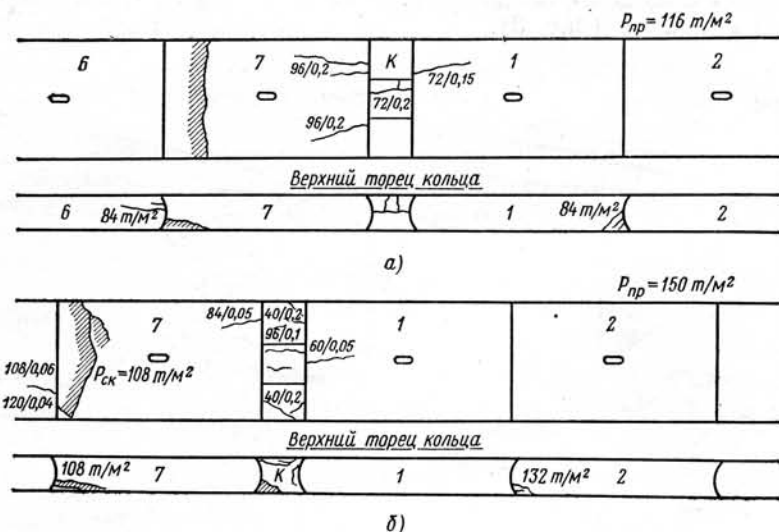 Pпр = 116 т/м²
6 7 K 1 2
96/0,2 72/0,15
72/0,2
96/0,2
Верхний торец кольца
6 84 т/м² 7 1 84 т/м² 2
а)
Pпр = 150 т/м²
7 84/0,05 40/0,2 1 2
96/0,1
60/0,05
108/0,06 Pск = 108 т/м²
120/0,04 40/0,2
Верхний торец кольца
108 т/м² 7 K 1 132 т/м² 2
б)